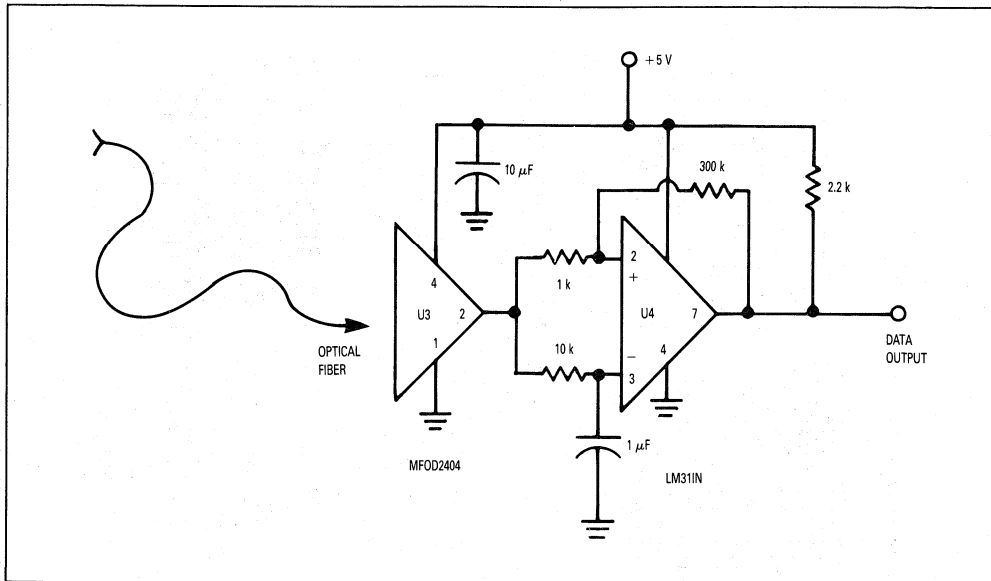 +5 V
10 μF
300 k
2.2 k
4
U3
2
1
1 k
10 k
2
+
U4
7
4
−
3
OPTICAL
FIBER
DATA
OUTPUT
1 μF
MFOD2404
LM31IN